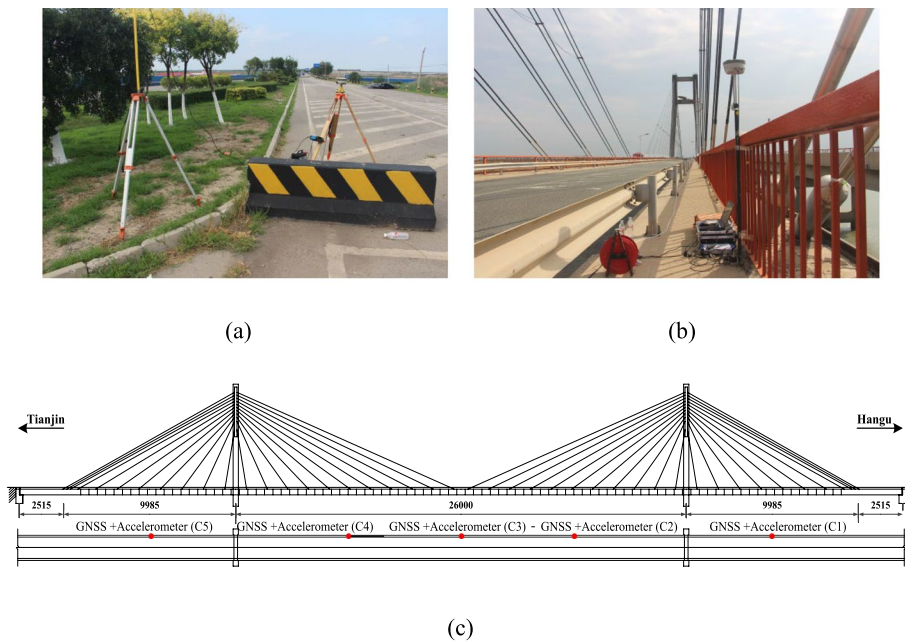 (a) (b)
Tianjin Hangu
2515 9985 26000 9985 2515
GNSS +Accelerometer (C5) GNSS +Accelerometer (C4) GNSS +Accelerometer (C3) - GNSS +Accelerometer (C2) GNSS +Accelerometer (C1)
(c)